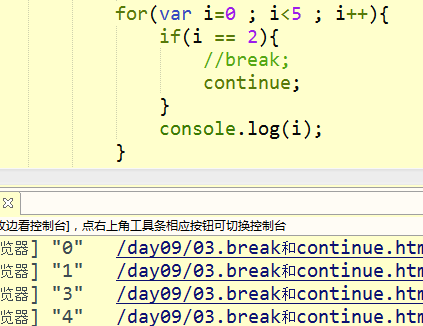 for(var i=0 ; i<5 ; i++){
if(i == 2){
//break;
continue;
}
console.log(i);
}
边看控制台]，点右上角工具条相应按钮可切换控制台
览器] "0" /day09/03.break和continue.htm
览器] "1" /day09/03.break和continue.htm
览器] "3" /day09/03.break和continue.htm
览器] "4" /day09/03.break和continue.htm